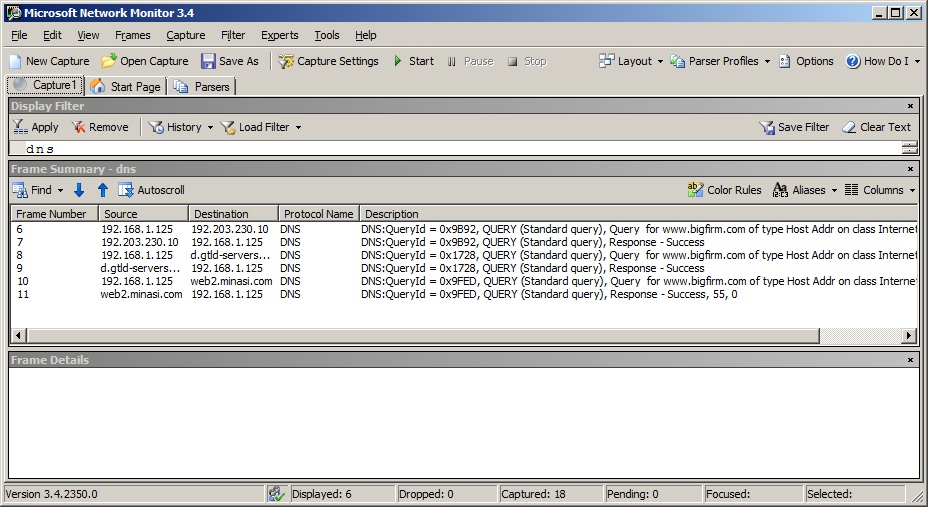 Microsoft Network Monitor 3.4
File Edit View Frames Capture Filter Experts Tools Help
New Capture Open Capture Save As Capture Settings Start Pause Stop Layout Parser Profiles Options How Do I
Capture1 Start Page Parsers
Display Filter
Apply Remove History Load Filter Save Filter Clear Text
dns
Frame Summary - dns
Find Autoscroll Color Rules Aliases Columns
Frame Number Source Destination Protocol Name Description
6 192.168.1.125 192.203.230.10 DNS DNS:QueryId = 0x9B92, QUERY (Standard query), Query for www.bigfirm.com of type Host Addr on class Internet
7 192.203.230.10 192.168.1.125 DNS DNS:QueryId = 0x9B92, QUERY (Standard query), Response - Success
8 192.168.1.125 d.gtld-servers... DNS DNS:QueryId = 0x1728, QUERY (Standard query), Query for www.bigfirm.com of type Host Addr on class Internet
9 d.gtld-servers... 192.168.1.125 DNS DNS:QueryId = 0x1728, QUERY (Standard query), Response - Success
10 192.168.1.125 web2.minasi.com DNS DNS:QueryId = 0x9FED, QUERY (Standard query), Query for www.bigfirm.com of type Host Addr on class Internet
11 web2.minasi.com 192.168.1.125 DNS DNS:QueryId = 0x9FED, QUERY (Standard query), Response - Success, 55, 0
Frame Details
Version 3.4.2350.0 Displayed: 6 Dropped: 0 Captured: 18 Pending: 0 Focused: Selected: